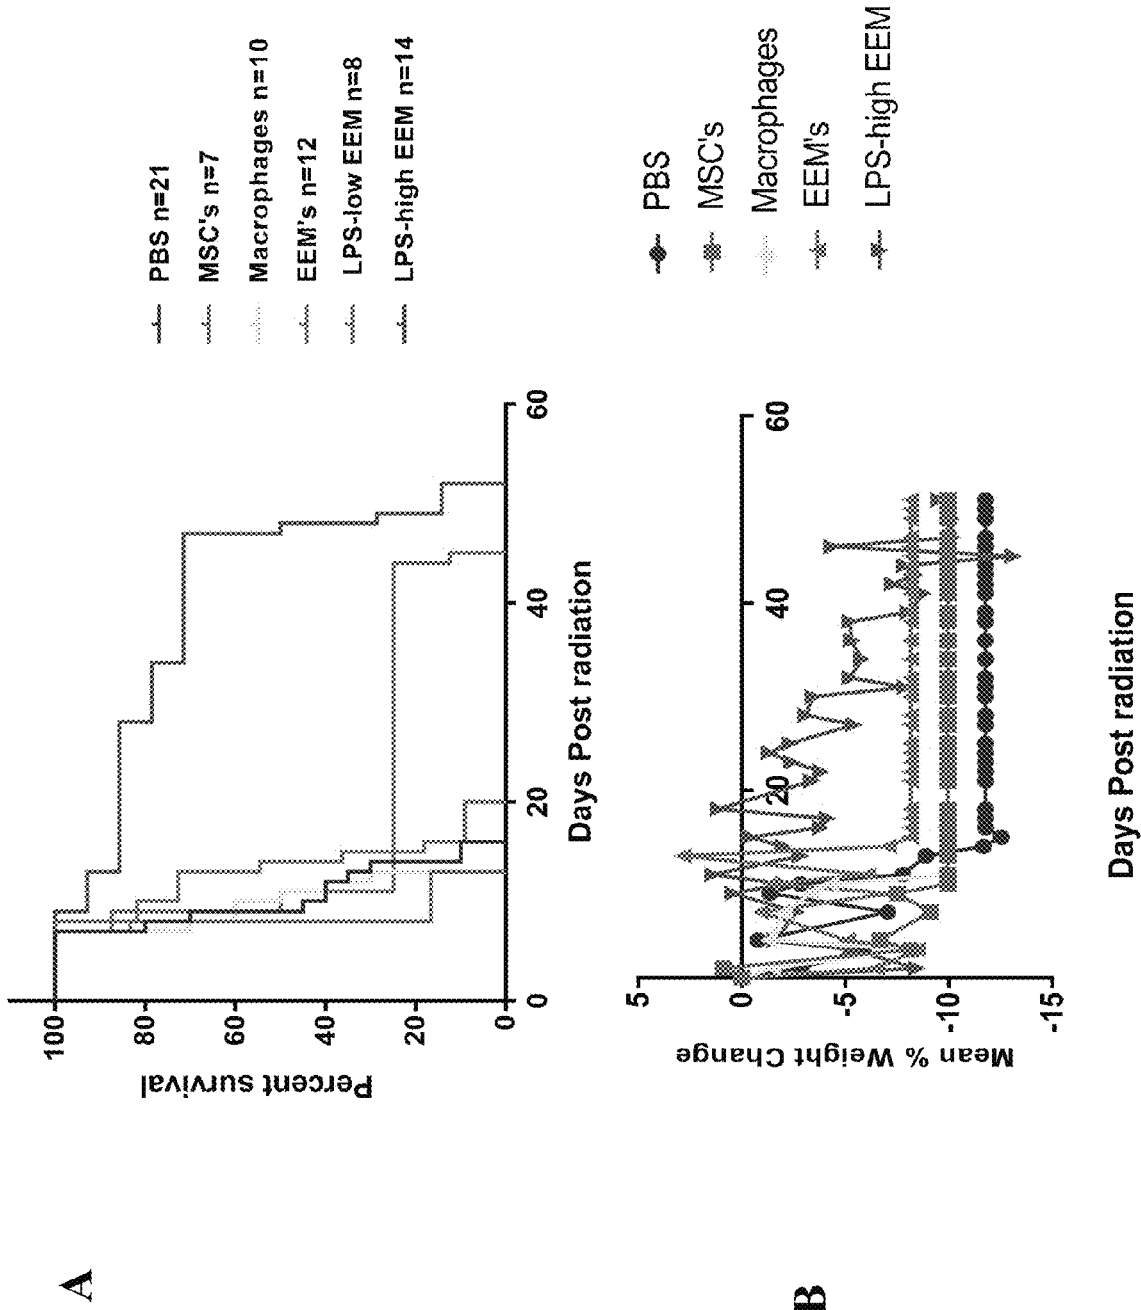 A
Percent survival
100
80
60
40
20
0
0
20
40
60
Days Post radiation
PBS n=21
MSC's n=7
Macrophages n=10
EEM's n=12
LPS-low EEM n=8
LPS-high EEM n=14
B
Mean % Weight Change
5
0
-5
-10
-15
20
40
60
Days Post radiation
PBS
MSC's
Macrophages
EEM's
LPS-high EEM